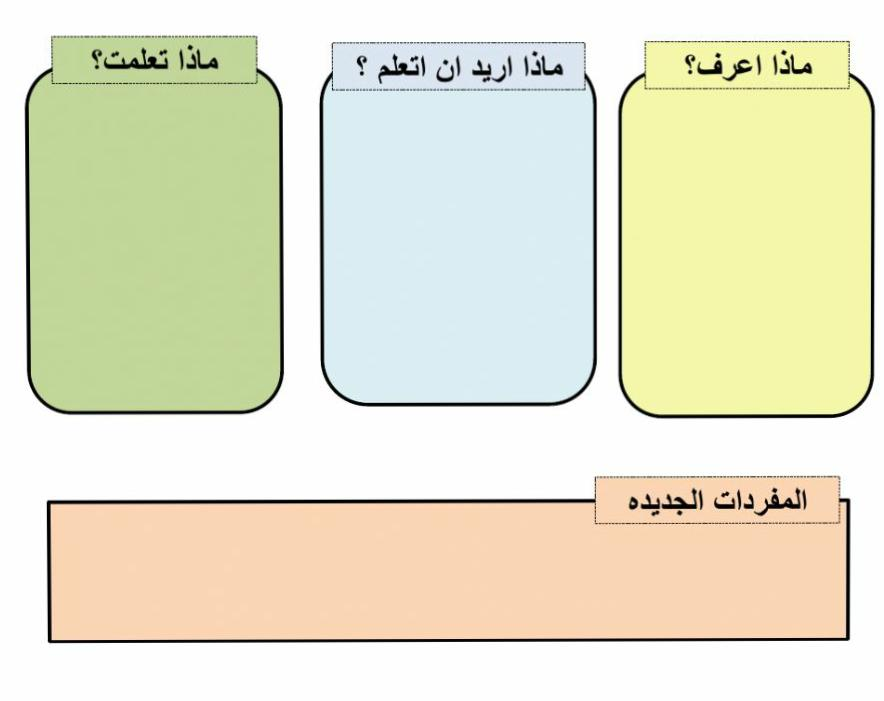 ماذا اعرف؟
ماذا اريد ان اتعلم ؟
ماذا تعلمت؟
المفردات الجديده